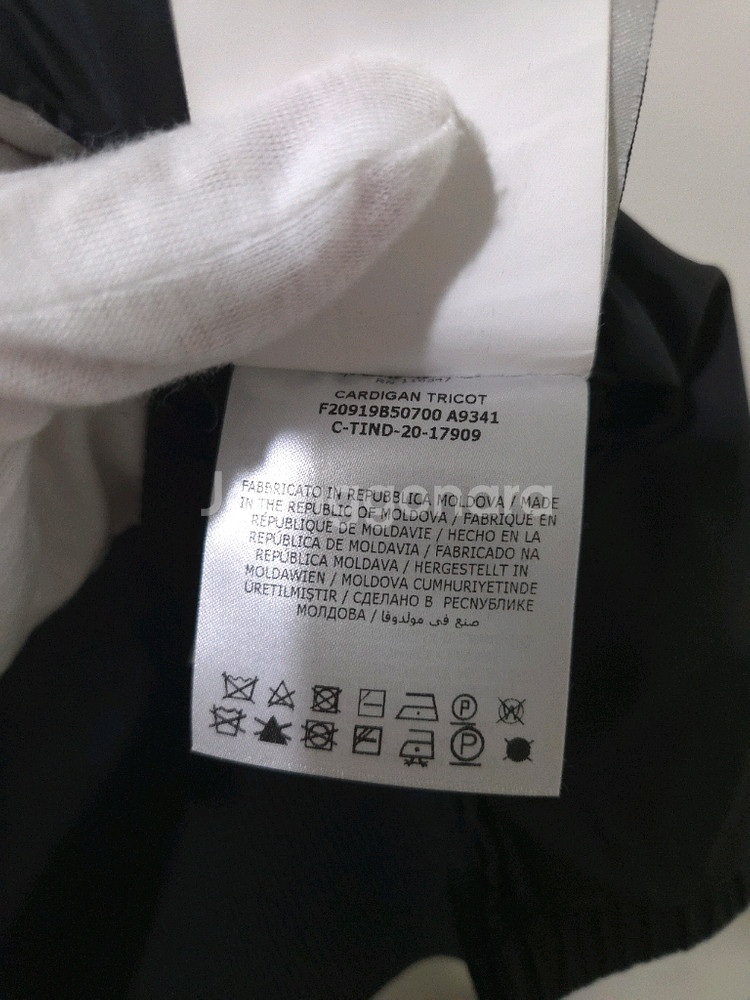 CARDIGAN TRICOT
F20919B50700 A9341
C-TIND-20-17909
FABBRICATO IN REPUBBLICA MOLDOVA / MADE
IN THE REPUBLIC OF MOLDOVA / FABRIQUÉ EN
RÉPUBLIQUE DE MOLDAVIE / HECHO EN LA
REPÚBLICA DE MOLDAVIA / FABRICADO NA
REPÚBLICA MOLDAVA / HERGESTELLT IN
MOLDAWIEN / MOLDOVA CUMHURIYETINDE
ÜRETILMIŞTIR / СДЕЛАНО В РЕСПУБЛИКЕ
МОЛДОВА / صنع في مولدوفا
P W
P
Joonggonara